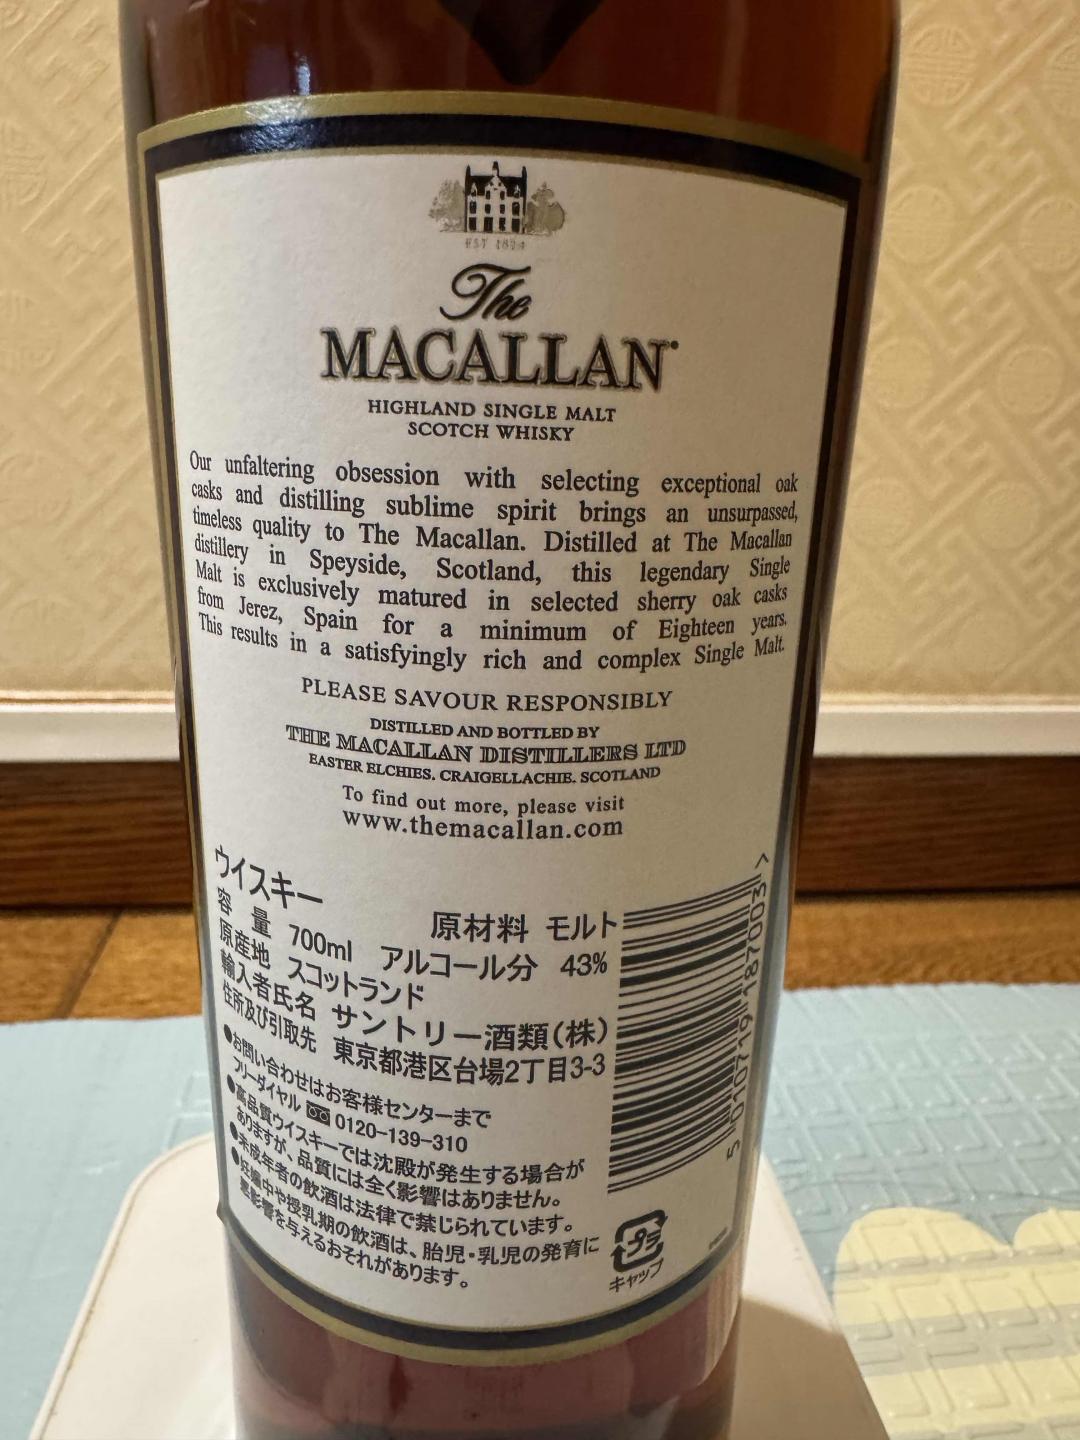 EST 1824
The
MACALLAN
HIGHLAND SINGLE MALT
SCOTCH WHISKY
Our unfaltering obsession with selecting exceptional oak
casks and distilling sublime spirit brings an unsurpassed,
timeless quality to The Macallan. Distilled at The Macallan
distillery in Speyside, Scotland, this legendary Single
Malt is exclusively matured in selected sherry oak casks
from Jerez, Spain for a minimum of Eighteen years.
This results in a satisfyingly rich and complex Single Malt.
PLEASE SAVOUR RESPONSIBLY
DISTILLED AND BOTTLED BY
THE MACALLAN DISTILLERS LTD
EASTER ELCHIES, CRAIGELLACHIE, SCOTLAND
To find out more, please visit
www.themacallan.com
ウイスキー 原材料 モルト
容量 700ml アルコール分 43%
原産地 スコットランド
輸入者氏名 サントリー酒類(株)
住所及び引取先 東京都港区台場2丁目3-3
●お問い合わせはお客様センターまで
フリーダイヤル 0120-139-310
●高品質ウイスキーでは沈殿が発生する場合が
ありますが、品質には全く影響はありません。
●未成年者の飲酒は法律で禁じられています。
●妊娠中や授乳期の飲酒は、胎児・乳児の発育に
悪影響を与えるおそれがあります。
5 010719 187003 >
プラ
キャップ